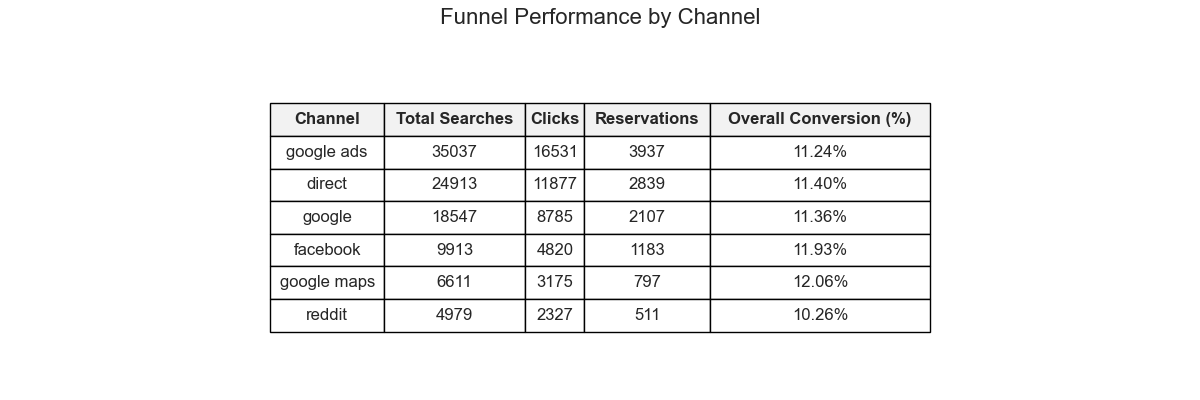 Funnel Performance by Channel
Channel Total Searches Clicks Reservations Overall Conversion (%)
google ads 35037 16531 3937 11.24%
direct 24913 11877 2839 11.40%
google 18547 8785 2107 11.36%
facebook 9913 4820 1183 11.93%
google maps 6611 3175 797 12.06%
reddit 4979 2327 511 10.26%